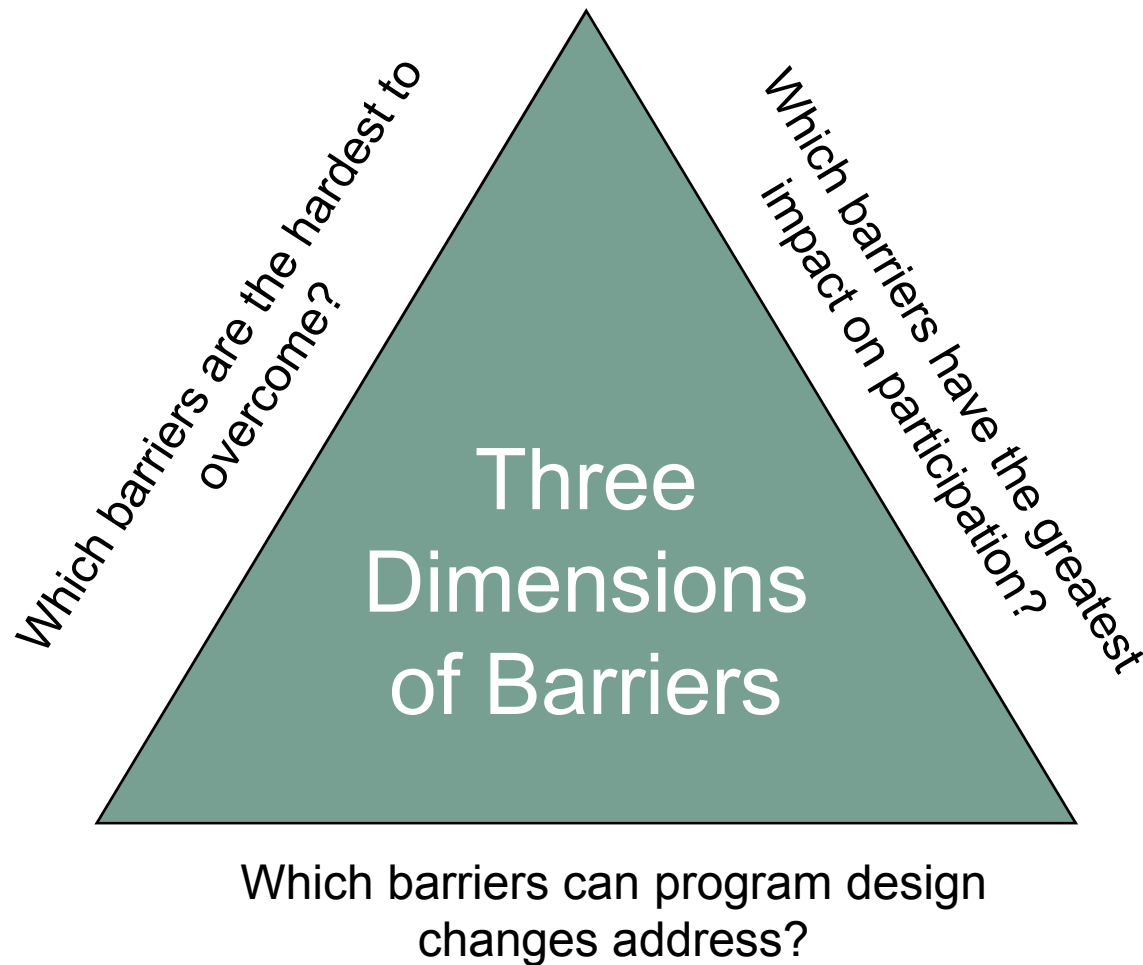 Which barriers are the hardest to
overcome?
Which barriers have the greatest
impact on participation?
Three
Dimensions
of Barriers
Which barriers can program design
changes address?